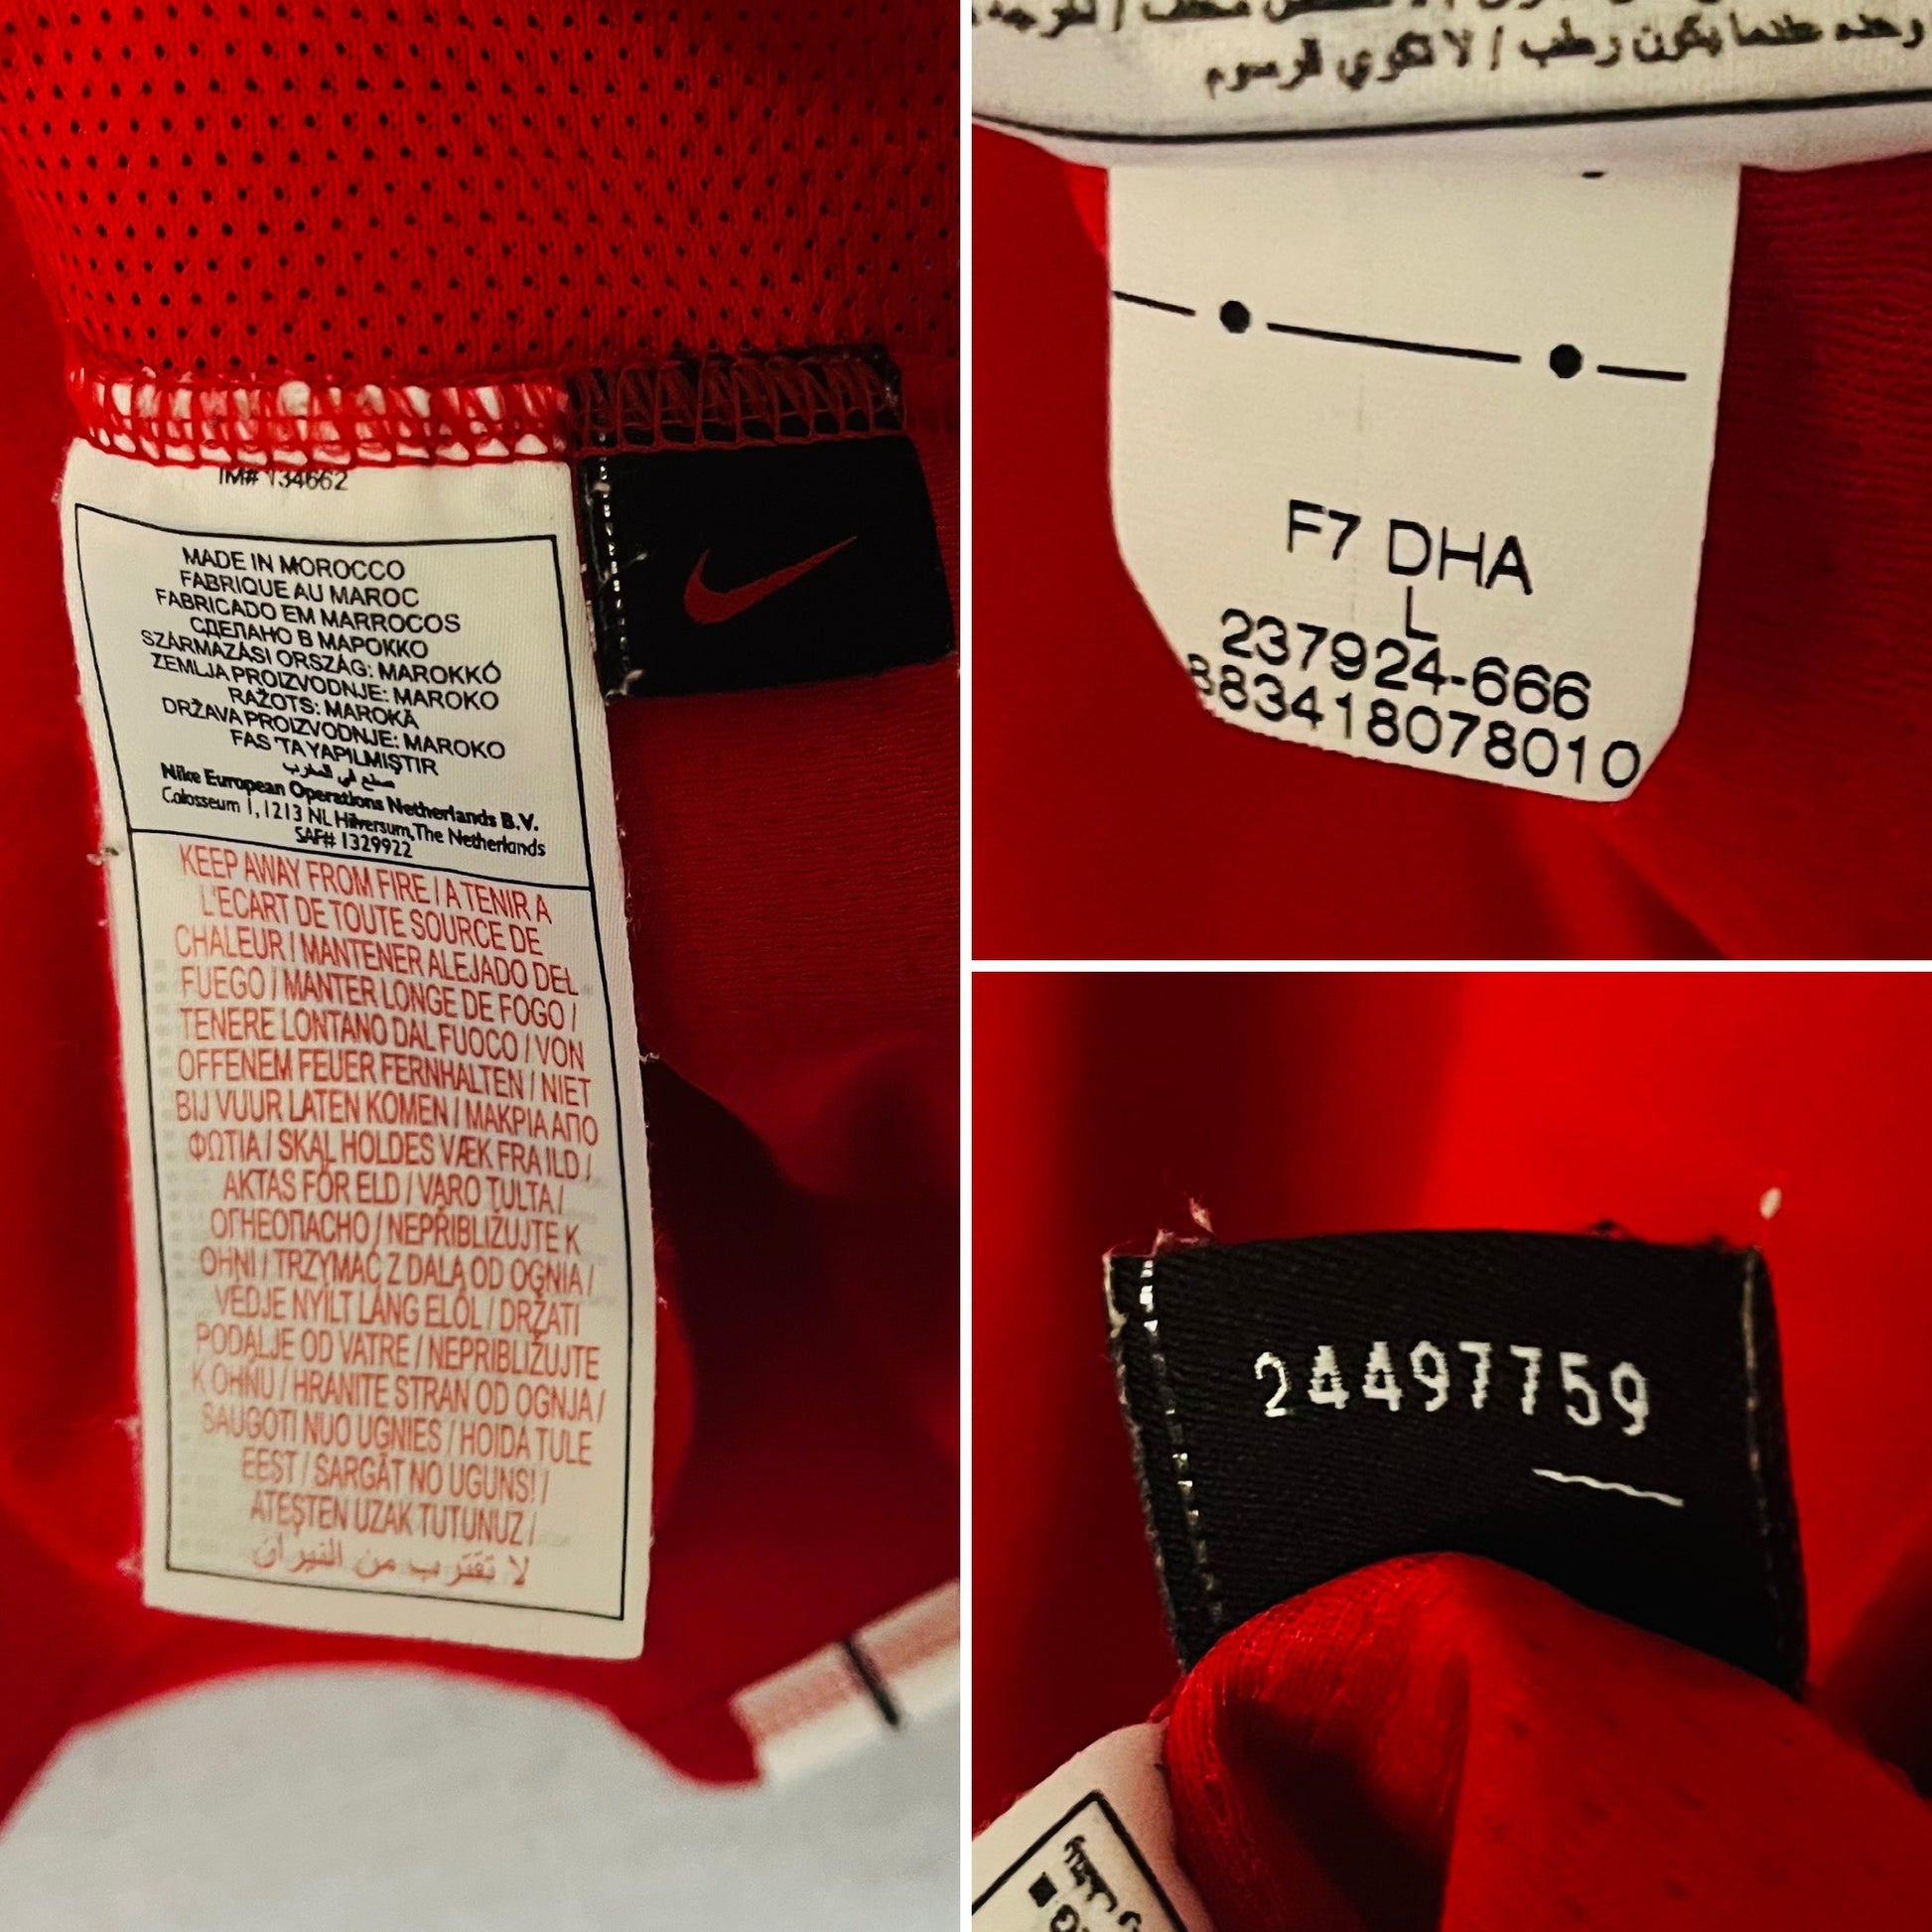 IM# 134662
MADE IN MOROCCO
FABRIQUE AU MAROC
FABRICADO EM MARROCOS
СДЕЛАНО В МАРОККО
SZÁRMAZÁSI ORSZÁG: MAROKKÓ
ZEMLJA PROIZVODNJE: MAROKO
RAŽOTS: MAROKĀ
DRŽAVA PROIZVODNJE: MAROKO
FAS 'TA YAPILMIŞTIR
صنع في المغرب
Nike European Operations Netherlands B.V.
Colosseum 1, 1213 NL Hilversum, The Netherlands
SAF# 1329922
KEEP AWAY FROM FIRE / A TENIR A
L'ECART DE TOUTE SOURCE DE
CHALEUR / MANTENER ALEJADO DEL
FUEGO / MANTER LONGE DE FOGO /
TENERE LONTANO DAL FUOCO / VON
OFFENEM FEUER FERNHALTEN / NIET
BIJ VUUR LATEN KOMEN / ΜΑΚΡΙΑ ΑΠΟ
ΦΩΤΙΑ / SKAL HOLDES VÆK FRA ILD /
AKTAS FÖR ELD / VARO TULTA /
ОГНЕОПАСНО / NEPŘIBLIŽUJTE K
OHNI / TRZYMAĆ Z DALA OD OGNIA /
VÉDJE NYÍLT LÁNG ELŐL / DRŽATI
PODALJE OD VATRE / NEPRIBLIŽUJTE
K OHŇU / HRANITE STRAN OD OGNJA /
SAUGOTI NUO UGNIES / HOIDA TULE
EEST / SARGĀT NO UGUNS! /
ATEŞTEN UZAK TUTUNUZ /
لا تقترب من النيران
وحده عندما يكون رطب / لا تكوي الرسوم
F7 DHA
L
237924-666
883418078010
24497759